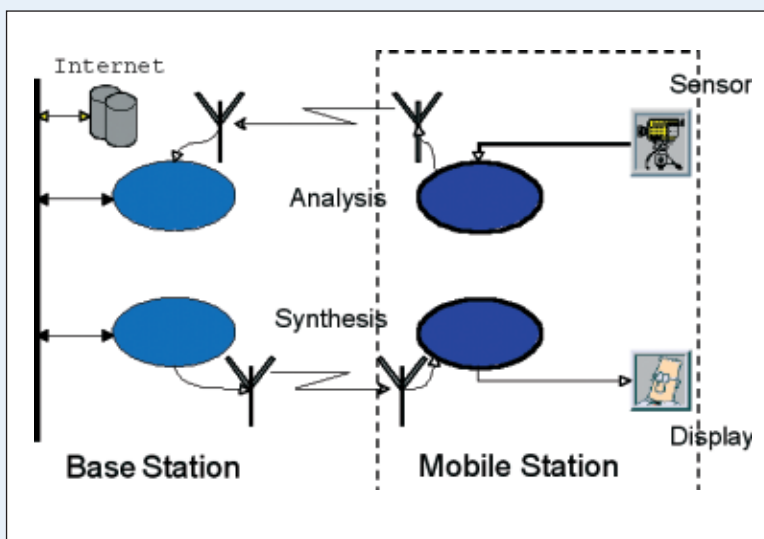 Internet
Sensor
Analysis
Synthesis
Display
Base Station
Mobile Station